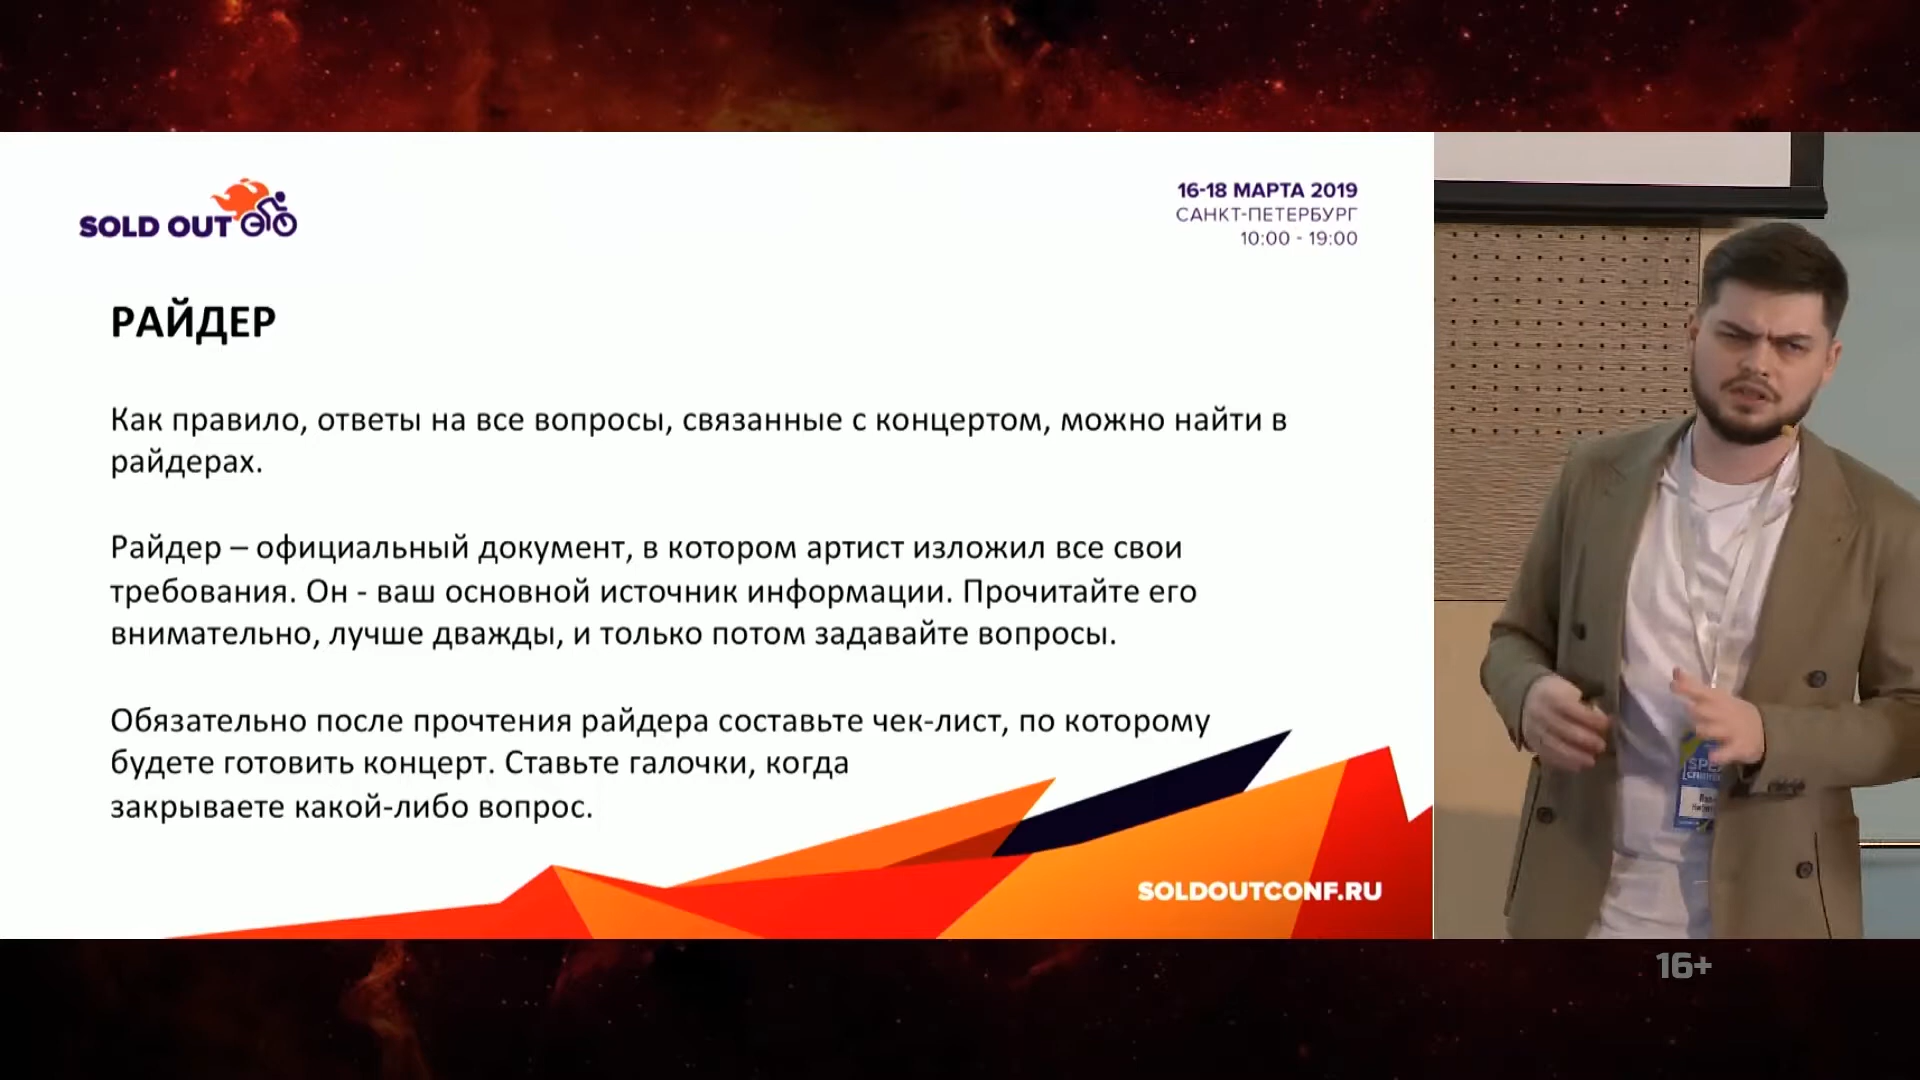 SOLD OUT
16-18 МАРТА 2019
САНКТ-ПЕТЕРБУРГ
10:00 - 19:00
РАЙДЕР
Как правило, ответы на все вопросы, связанные с концертом, можно найти в
райдерах.
Райдер – официальный документ, в котором артист изложил все свои
требования. Он - ваш основной источник информации. Прочитайте его
внимательно, лучше дважды, и только потом задавайте вопросы.
Обязательно после прочтения райдера составьте чек-лист, по которому
будете готовить концерт. Ставьте галочки, когда
закрываете какой-либо вопрос.
SOLDOUTCONF.RU
16+